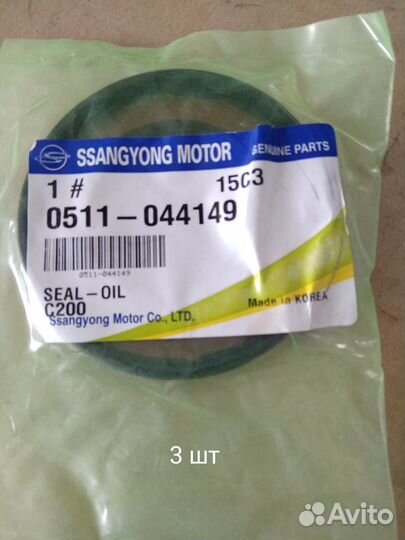 SSANGYONG MOTOR GENUINE PARTS
1 # 15C3
0511-044149
0511-044149
SEAL-OIL
C200 Made in KOREA
Ssangyong Motor Co., LTD.
3 шт
Avito